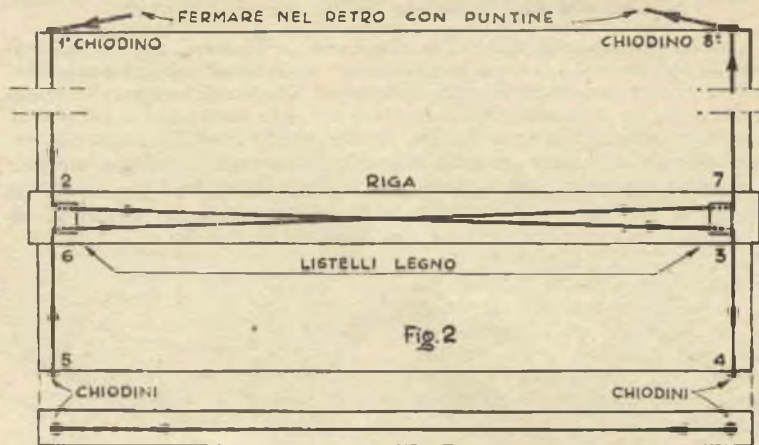 FERMARE NEL RETRO CON PUNTINE
1° CHIODINO CHIODINO 8°
2 RIGA 7
6 3
LISTELLI LEGNO
Fig. 2
5 4
CHIODINI CHIODINI